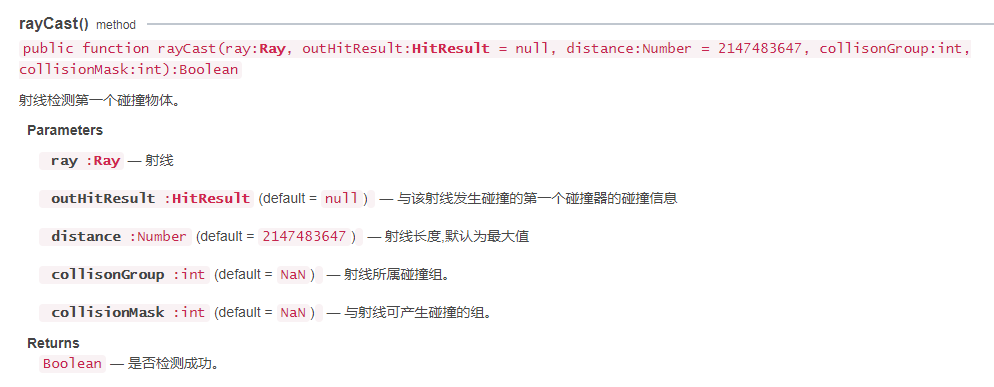 rayCast() method
public function rayCast(ray:Ray, outHitResult:HitResult = null, distance:Number = 2147483647, collisonGroup:int,
collisionMask:int):Boolean
射线检测第一个碰撞物体。
Parameters
ray :Ray — 射线
outHitResult :HitResult (default = null ) — 与该射线发生碰撞的第一个碰撞器的碰撞信息
distance :Number (default = 2147483647 ) — 射线长度,默认为最大值
collisonGroup :int (default = NaN ) — 射线所属碰撞组。
collisionMask :int (default = NaN ) — 与射线可产生碰撞的组。
Returns
Boolean — 是否检测成功。